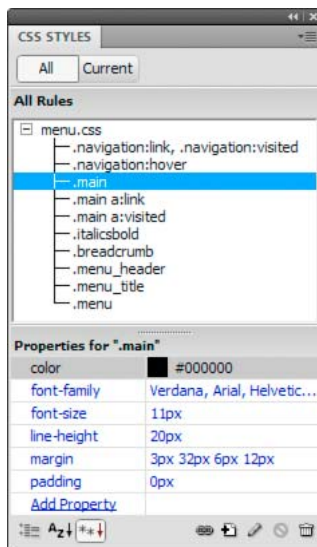 CSS STYLES
All Current
All Rules
menu.css
.navigation:link, .navigation:visited
.navigation:hover
.main
.main a:link
.main a:visited
.italicsbold
.breadcrumb
.menu_header
.menu_title
.menu
Properties for ".main"
color #000000
font-family Verdana, Arial, Helvetic...
font-size 11px
line-height 20px
margin 3px 32px 6px 12px
padding 0px
Add Property
AZ↓ **↓